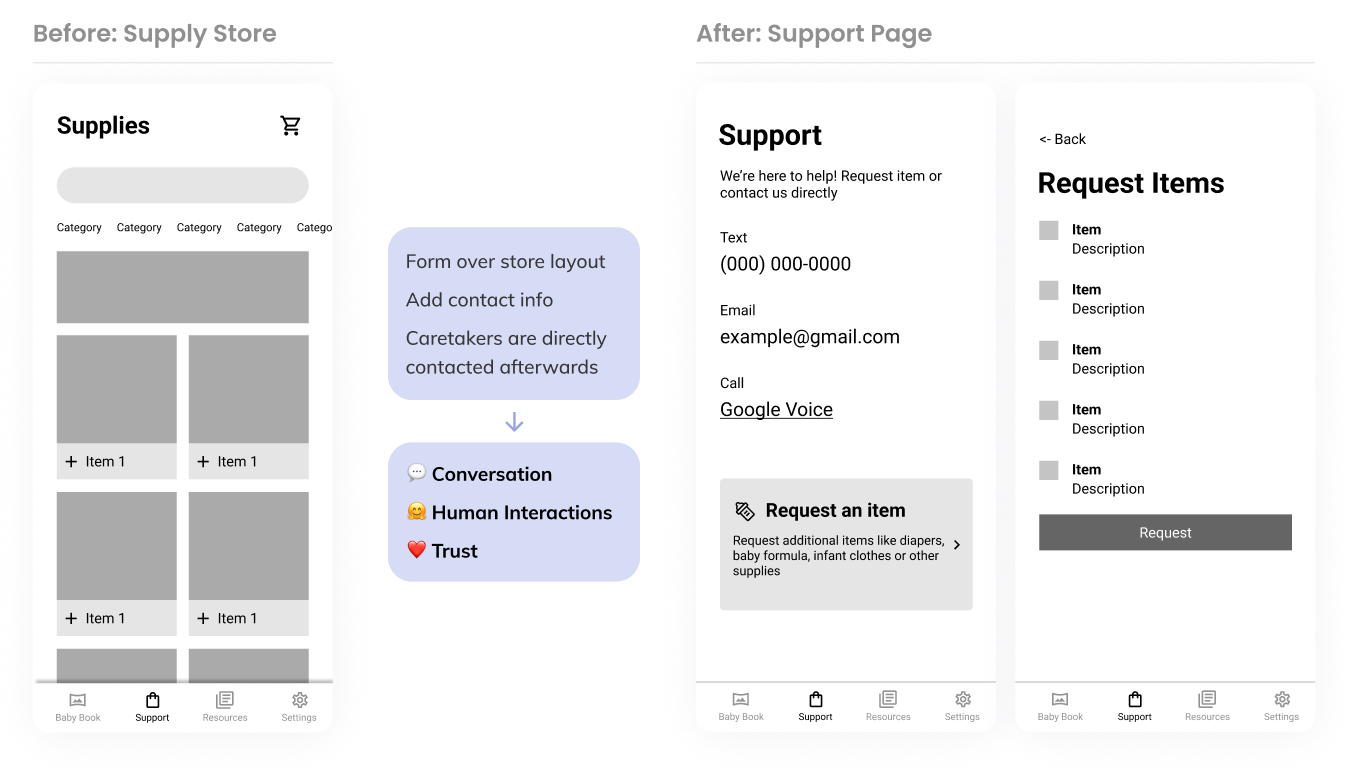 Before: Supply Store
Supplies
Category Category Category Category Catego
+ Item 1 + Item 1
+ Item 1 + Item 1
Baby Book Support Resources Settings
Form over store layout
Add contact info
Caretakers are directly
contacted afterwards
💬 Conversation
🤗 Human Interactions
❤️ Trust
After: Support Page
Support
We’re here to help! Request item or
contact us directly
Text
(000) 000-0000
Email
example@gmail.com
Call
Google Voice
Request an item
Request additional items like diapers,
baby formula, infant clothes or other
supplies
Baby Book Support Resources Settings
<- Back
Request Items
Item
Description
Item
Description
Item
Description
Item
Description
Item
Description
Request
Baby Book Support Resources Settings